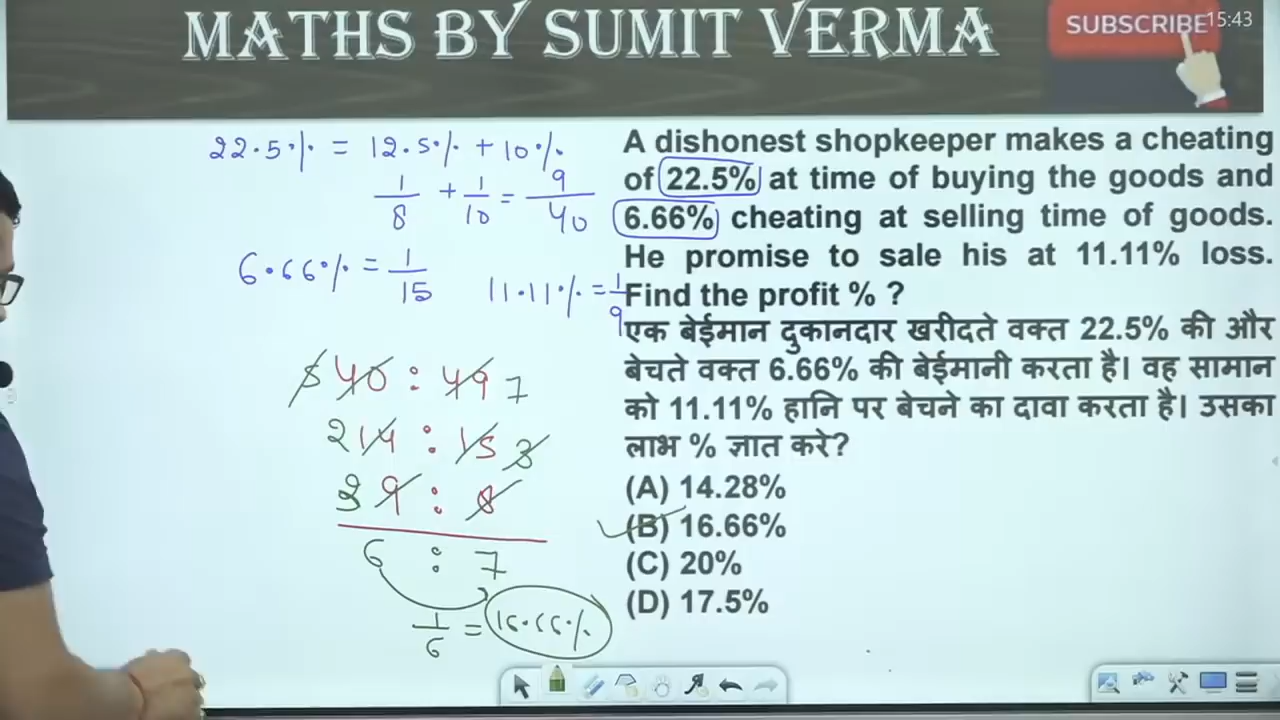 MATHS BY SUMIT VERMA
SUBSCRIBE
15:43
22.5% = 12.5% + 10%
1/8 + 1/10 = 9/40
6.66% = 1/15
11.11% = 1/9
5 40 : 49 7
2 14 : 15 3
3 9 : 8
6 : 7
1/6 = 16.66%
A dishonest shopkeeper makes a cheating
of 22.5% at time of buying the goods and
6.66% cheating at selling time of goods.
He promise to sale his at 11.11% loss.
Find the profit % ?
एक बेईमान दुकानदार खरीदते वक्त 22.5% की और
बेचते वक्त 6.66% की बेईमानी करता है। वह सामान
को 11.11% हानि पर बेचने का दावा करता है। उसका
लाभ % ज्ञात करे?
(A) 14.28%
(B) 16.66%
(C) 20%
(D) 17.5%